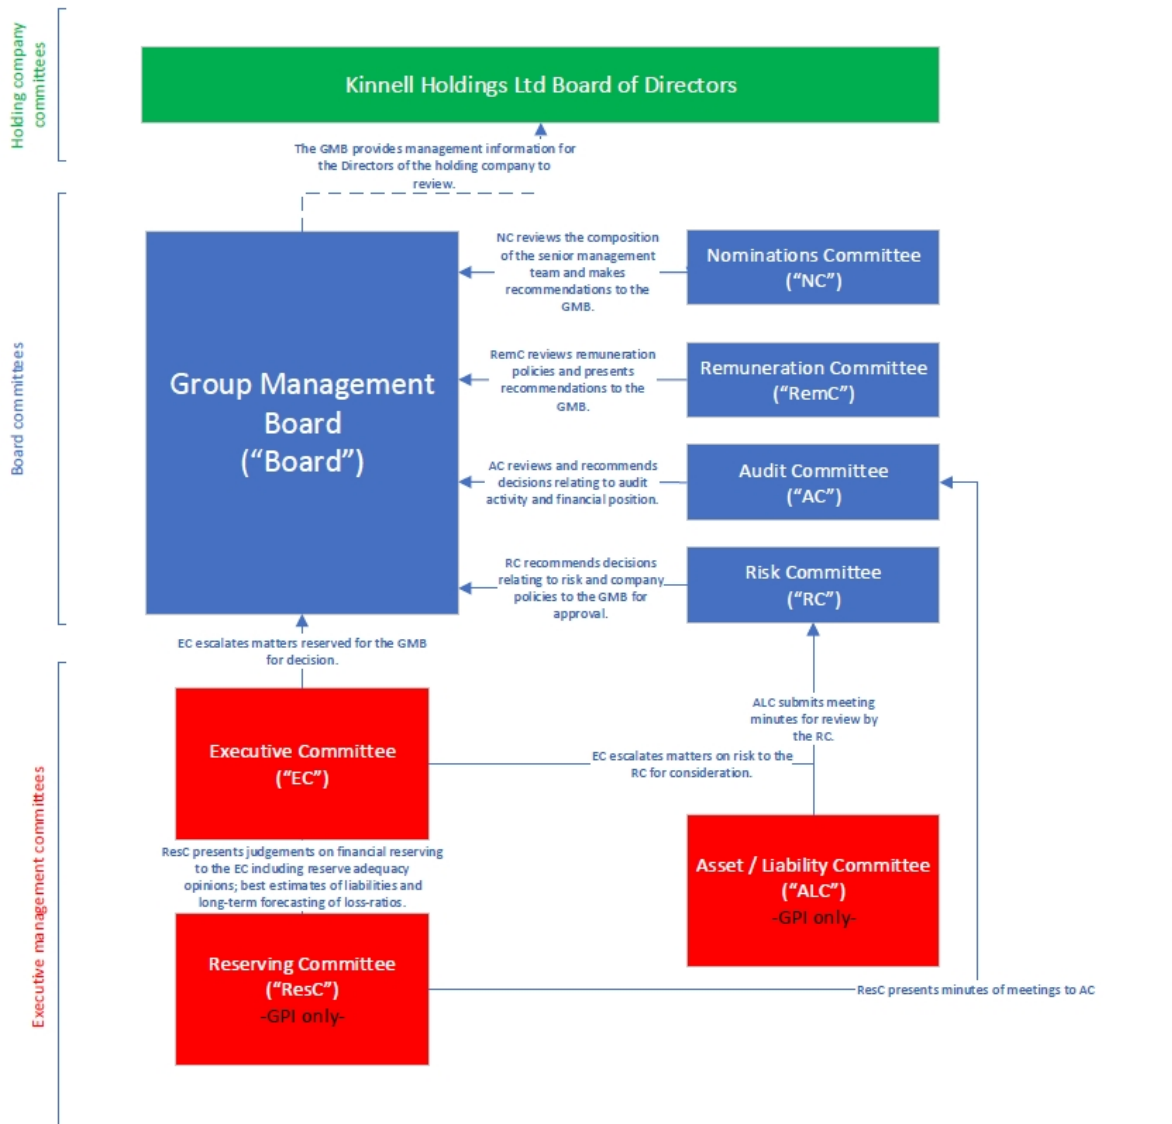 Holding company
committees
Kinnell Holdings Ltd Board of Directors
The GMB provides management information for
the Directors of the holding company to
review.
Board committees
Group Management
Board
(“Board”)
NC reviews the composition
of the senior management
team and makes
recommendations to the
GMB.
Nominations Committee
(“NC”)
RemC reviews remuneration
policies and presents
recommendations to the
GMB.
Remuneration Committee
(“RemC”)
AC reviews and recommends
decisions relating to audit
activity and financial position.
Audit Committee
(“AC”)
RC recommends decisions
relating to risk and company
policies to the GMB for
approval.
Risk Committee
(“RC”)
EC escalates matters reserved for the GMB
for decision.
Executive management committees
Executive Committee
(“EC”)
ALC submits meeting
minutes for review by
the RC.
EC escalates matters on risk to the
RC for consideration.
ResC presents judgements on financial reserving
to the EC including reserve adequacy
opinions; best estimates of liabilities and
long-term forecasting of loss-ratios.
Asset / Liability Committee
(“ALC”)
-GPI only-
Reserving Committee
(“ResC”)
-GPI only-
ResC presents minutes of meetings to AC